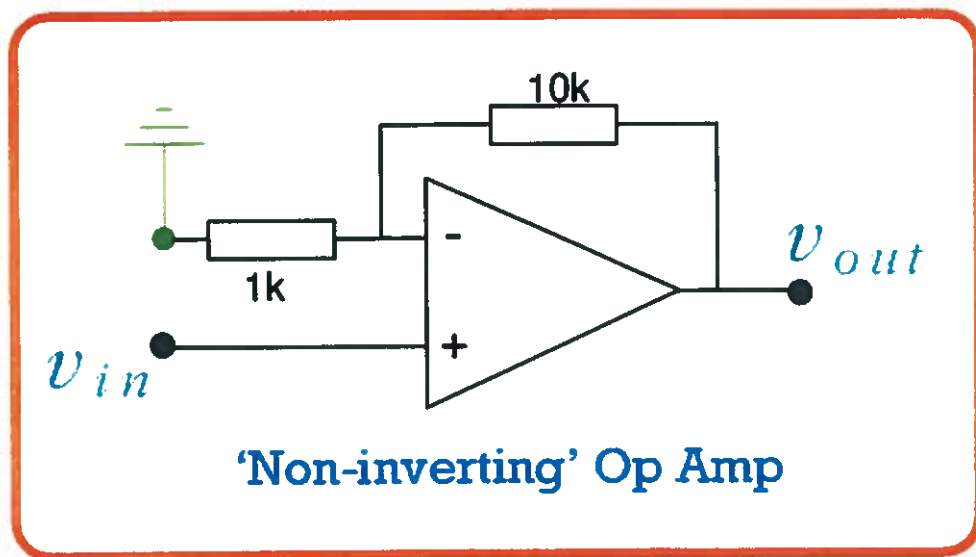 10k
-
1k
+
v out
v in
‘Non-inverting’ Op Amp